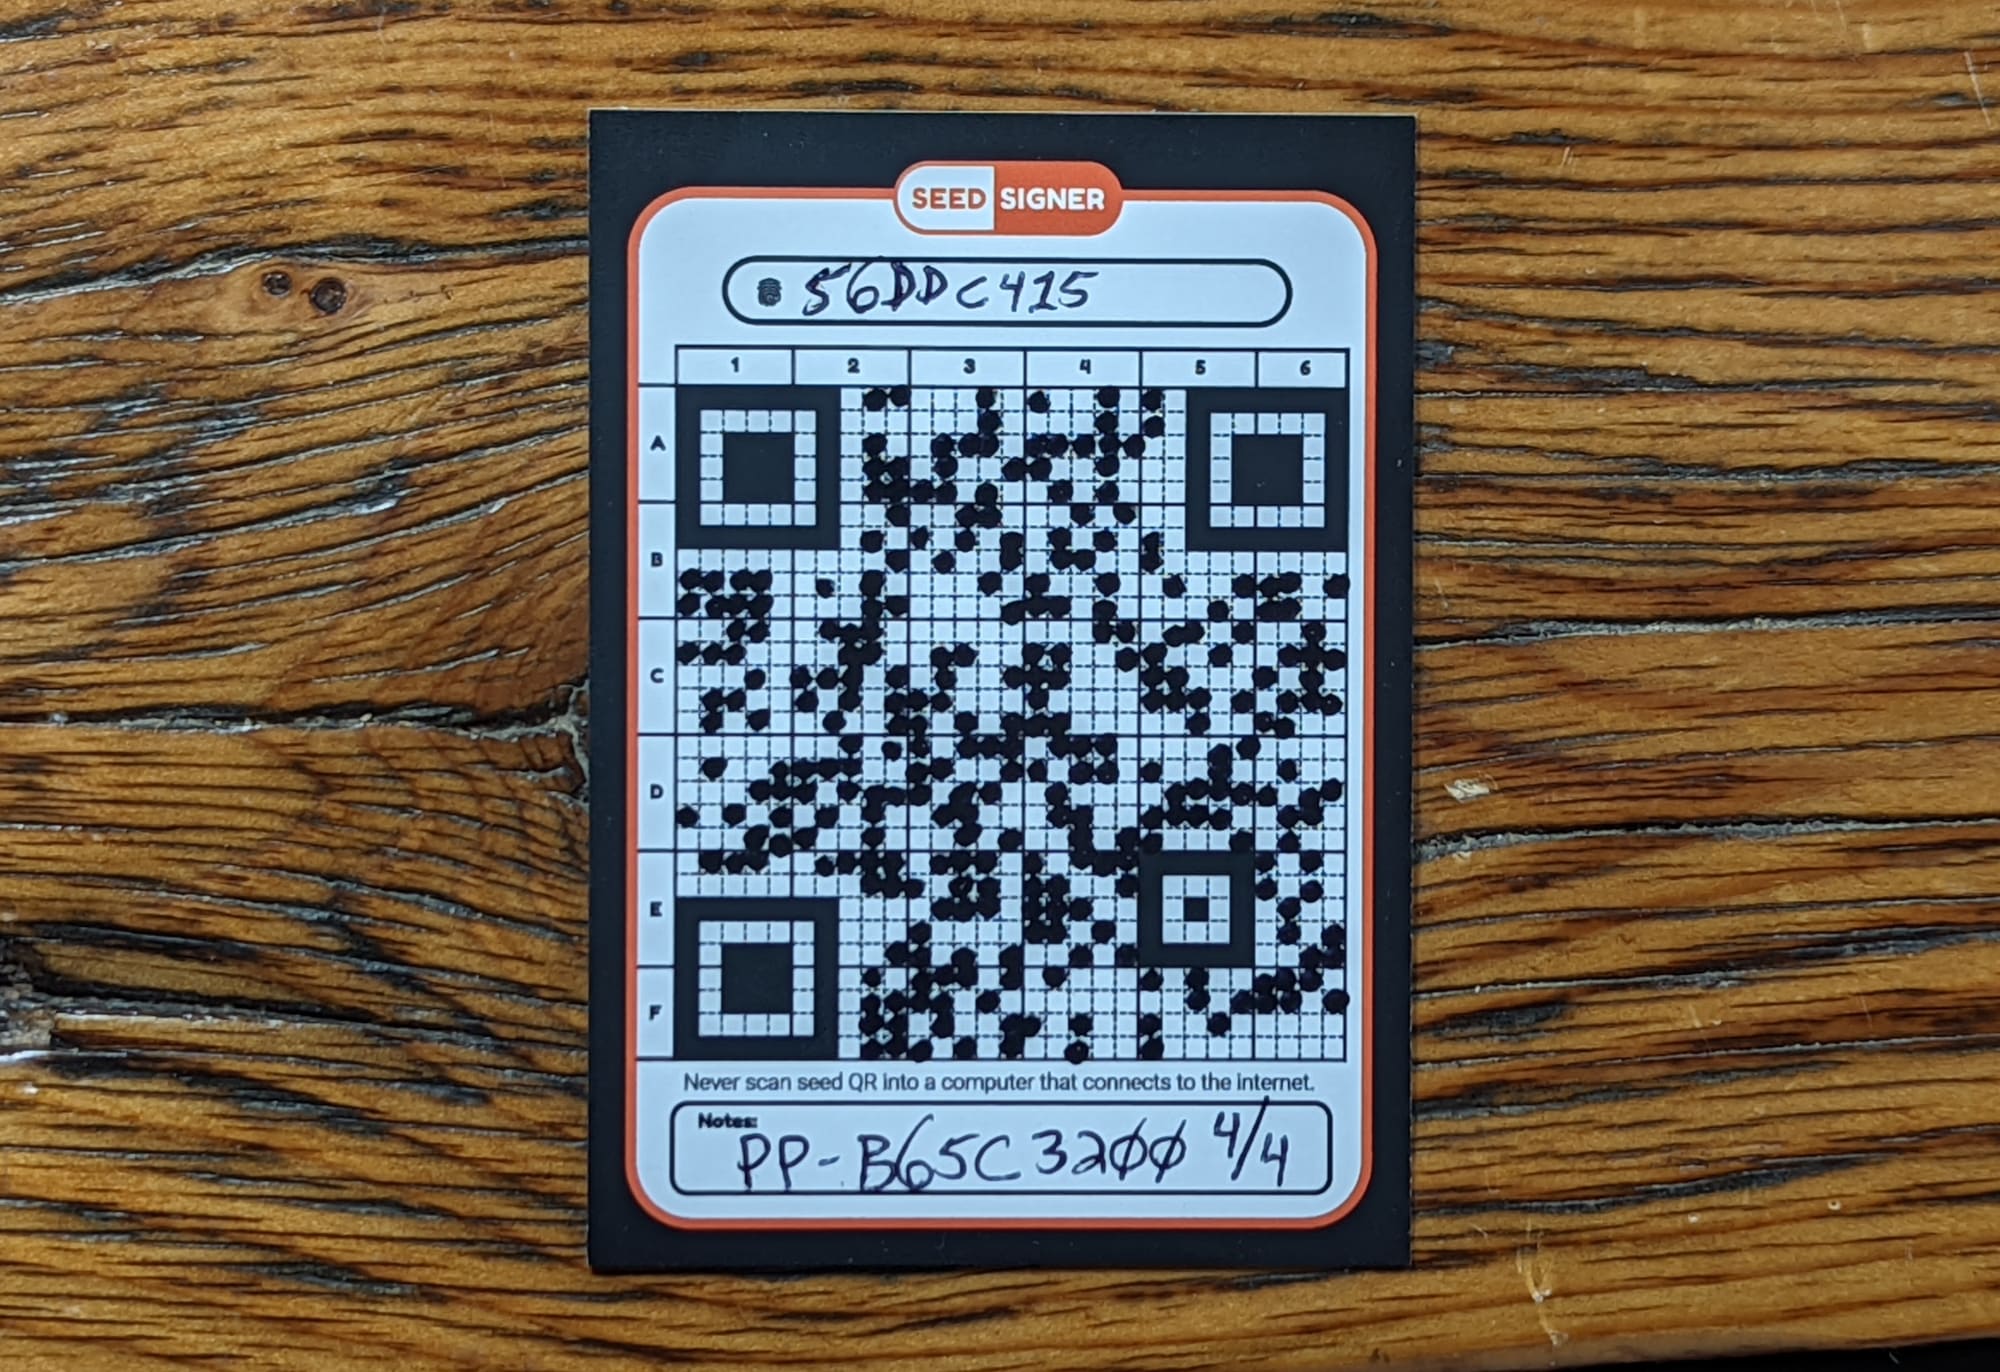 SEED SIGNER
56DDC415
1 2 3 4 5 6
A
B
C
D
E
F
Never scan seed QR into a computer that connects to the internet.
Notes:
PP-B65C3200 4/4